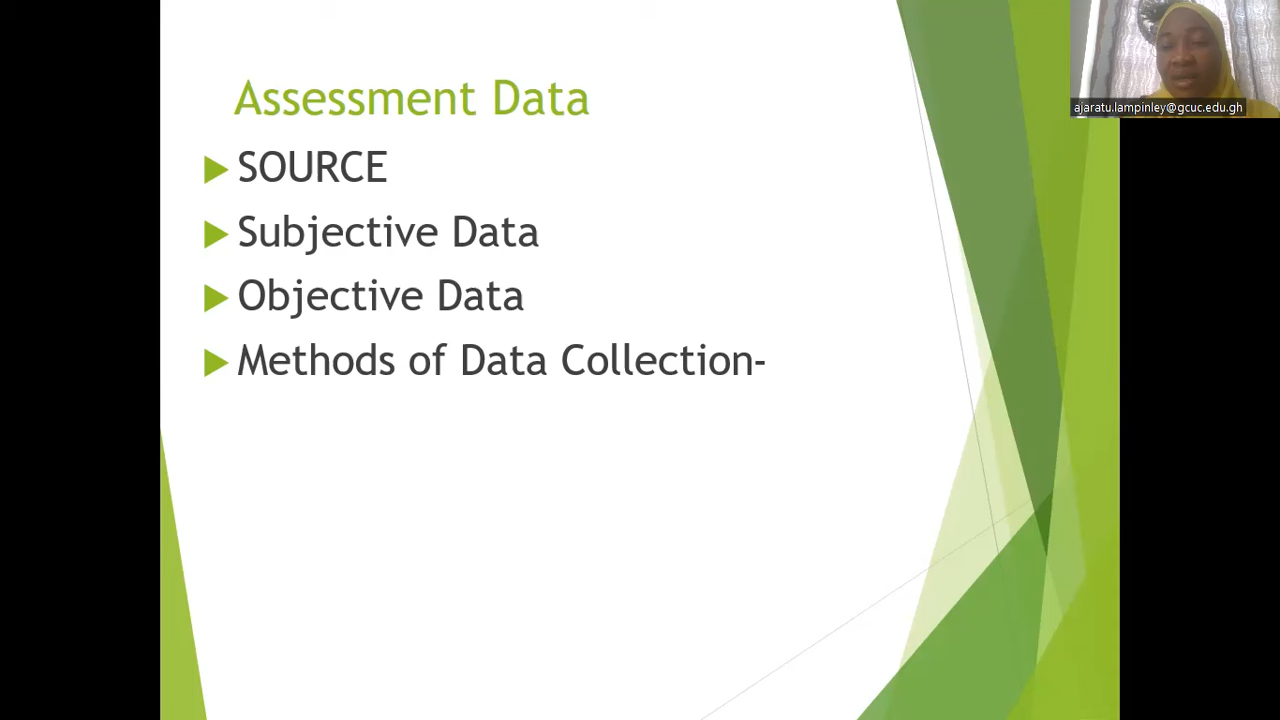 Assessment Data
SOURCE
Subjective Data
Objective Data
Methods of Data Collection-
ajaratu.lampinley@gcuc.edu.gh